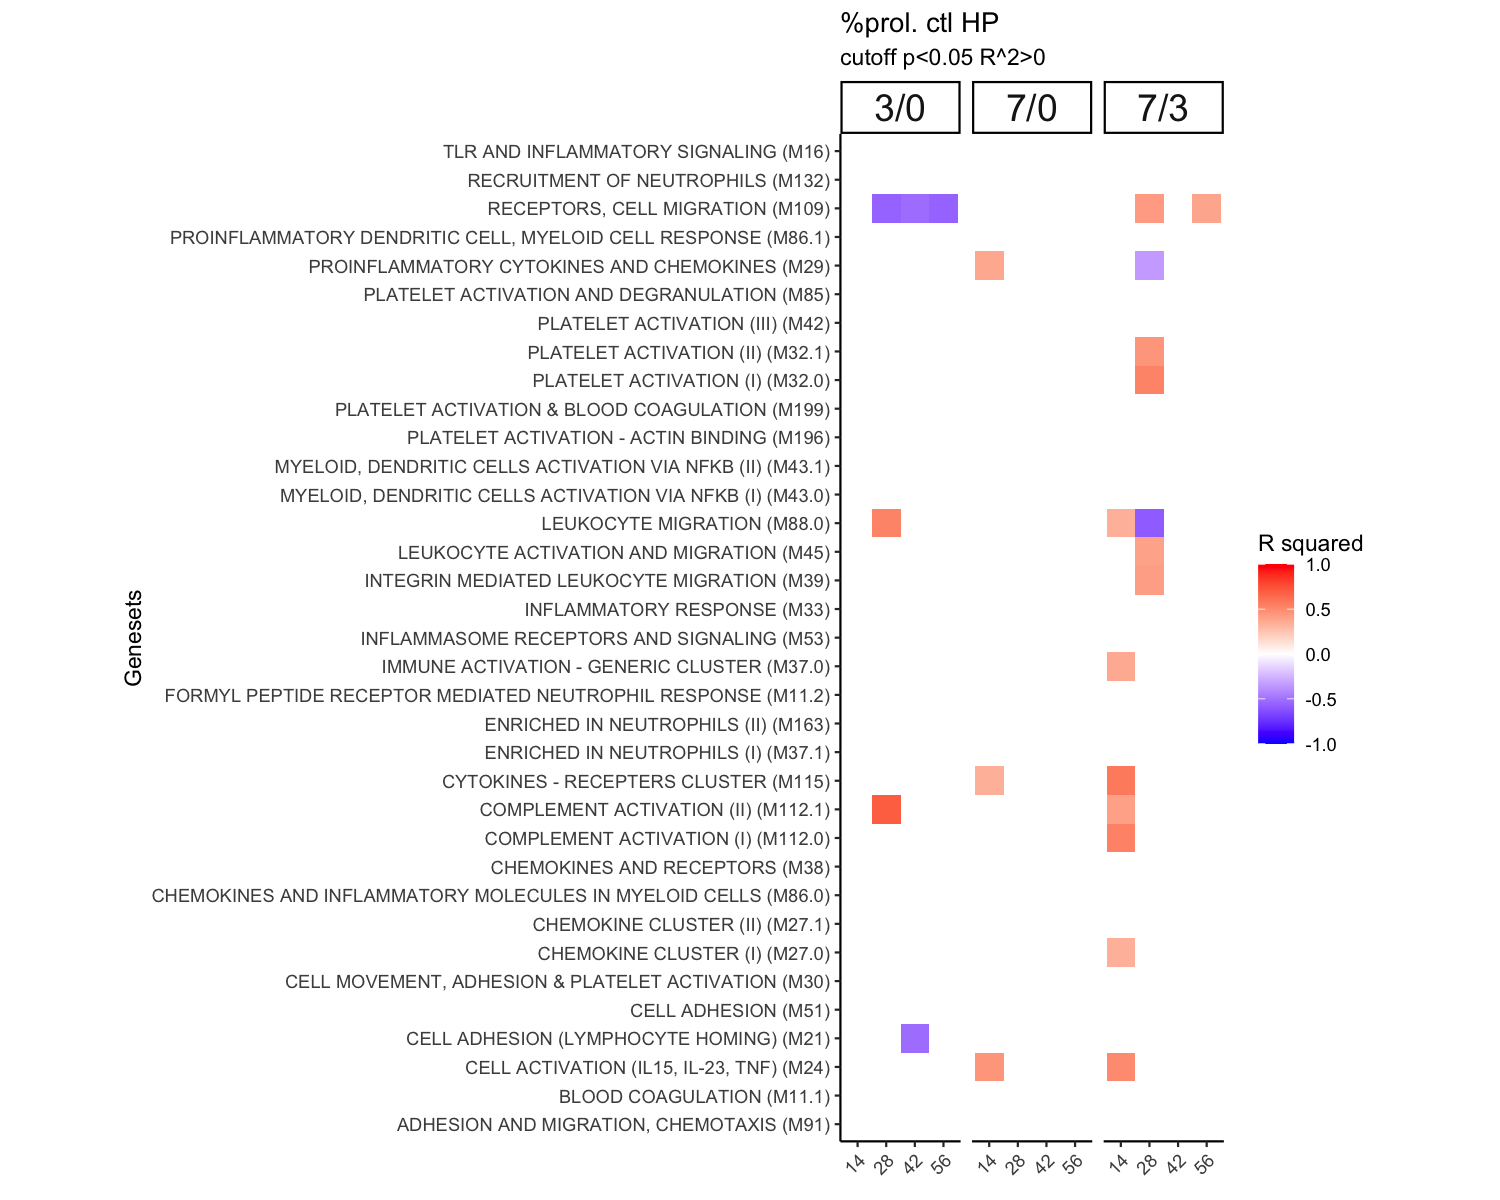 %prol. ctl HP
cutoff p<0.05 R^2>0
3/0 7/0 7/3
TLR AND INFLAMMATORY SIGNALING (M16)
RECRUITMENT OF NEUTROPHILS (M132)
RECEPTORS, CELL MIGRATION (M109)
PROINFLAMMATORY DENDRITIC CELL, MYELOID CELL RESPONSE (M86.1)
PROINFLAMMATORY CYTOKINES AND CHEMOKINES (M29)
PLATELET ACTIVATION AND DEGRANULATION (M85)
PLATELET ACTIVATION (III) (M42)
PLATELET ACTIVATION (II) (M32.1)
PLATELET ACTIVATION (I) (M32.0)
PLATELET ACTIVATION & BLOOD COAGULATION (M199)
PLATELET ACTIVATION - ACTIN BINDING (M196)
MYELOID, DENDRITIC CELLS ACTIVATION VIA NFKB (II) (M43.1)
MYELOID, DENDRITIC CELLS ACTIVATION VIA NFKB (I) (M43.0)
LEUKOCYTE MIGRATION (M88.0)
LEUKOCYTE ACTIVATION AND MIGRATION (M45)
INTEGRIN MEDIATED LEUKOCYTE MIGRATION (M39)
INFLAMMATORY RESPONSE (M33)
INFLAMMASOME RECEPTORS AND SIGNALING (M53)
IMMUNE ACTIVATION - GENERIC CLUSTER (M37.0)
FORMYL PEPTIDE RECEPTOR MEDIATED NEUTROPHIL RESPONSE (M11.2)
ENRICHED IN NEUTROPHILS (II) (M163)
ENRICHED IN NEUTROPHILS (I) (M37.1)
CYTOKINES - RECEPTERS CLUSTER (M115)
COMPLEMENT ACTIVATION (II) (M112.1)
COMPLEMENT ACTIVATION (I) (M112.0)
CHEMOKINES AND RECEPTORS (M38)
CHEMOKINES AND INFLAMMATORY MOLECULES IN MYELOID CELLS (M86.0)
CHEMOKINE CLUSTER (II) (M27.1)
CHEMOKINE CLUSTER (I) (M27.0)
CELL MOVEMENT, ADHESION & PLATELET ACTIVATION (M30)
CELL ADHESION (M51)
CELL ADHESION (LYMPHOCYTE HOMING) (M21)
CELL ACTIVATION (IL15, IL-23, TNF) (M24)
BLOOD COAGULATION (M11.1)
ADHESION AND MIGRATION, CHEMOTAXIS (M91)
Genesets
14 28 42 56 14 28 42 56 14 28 42 56
R squared
1.0
0.5
0.0
-0.5
-1.0